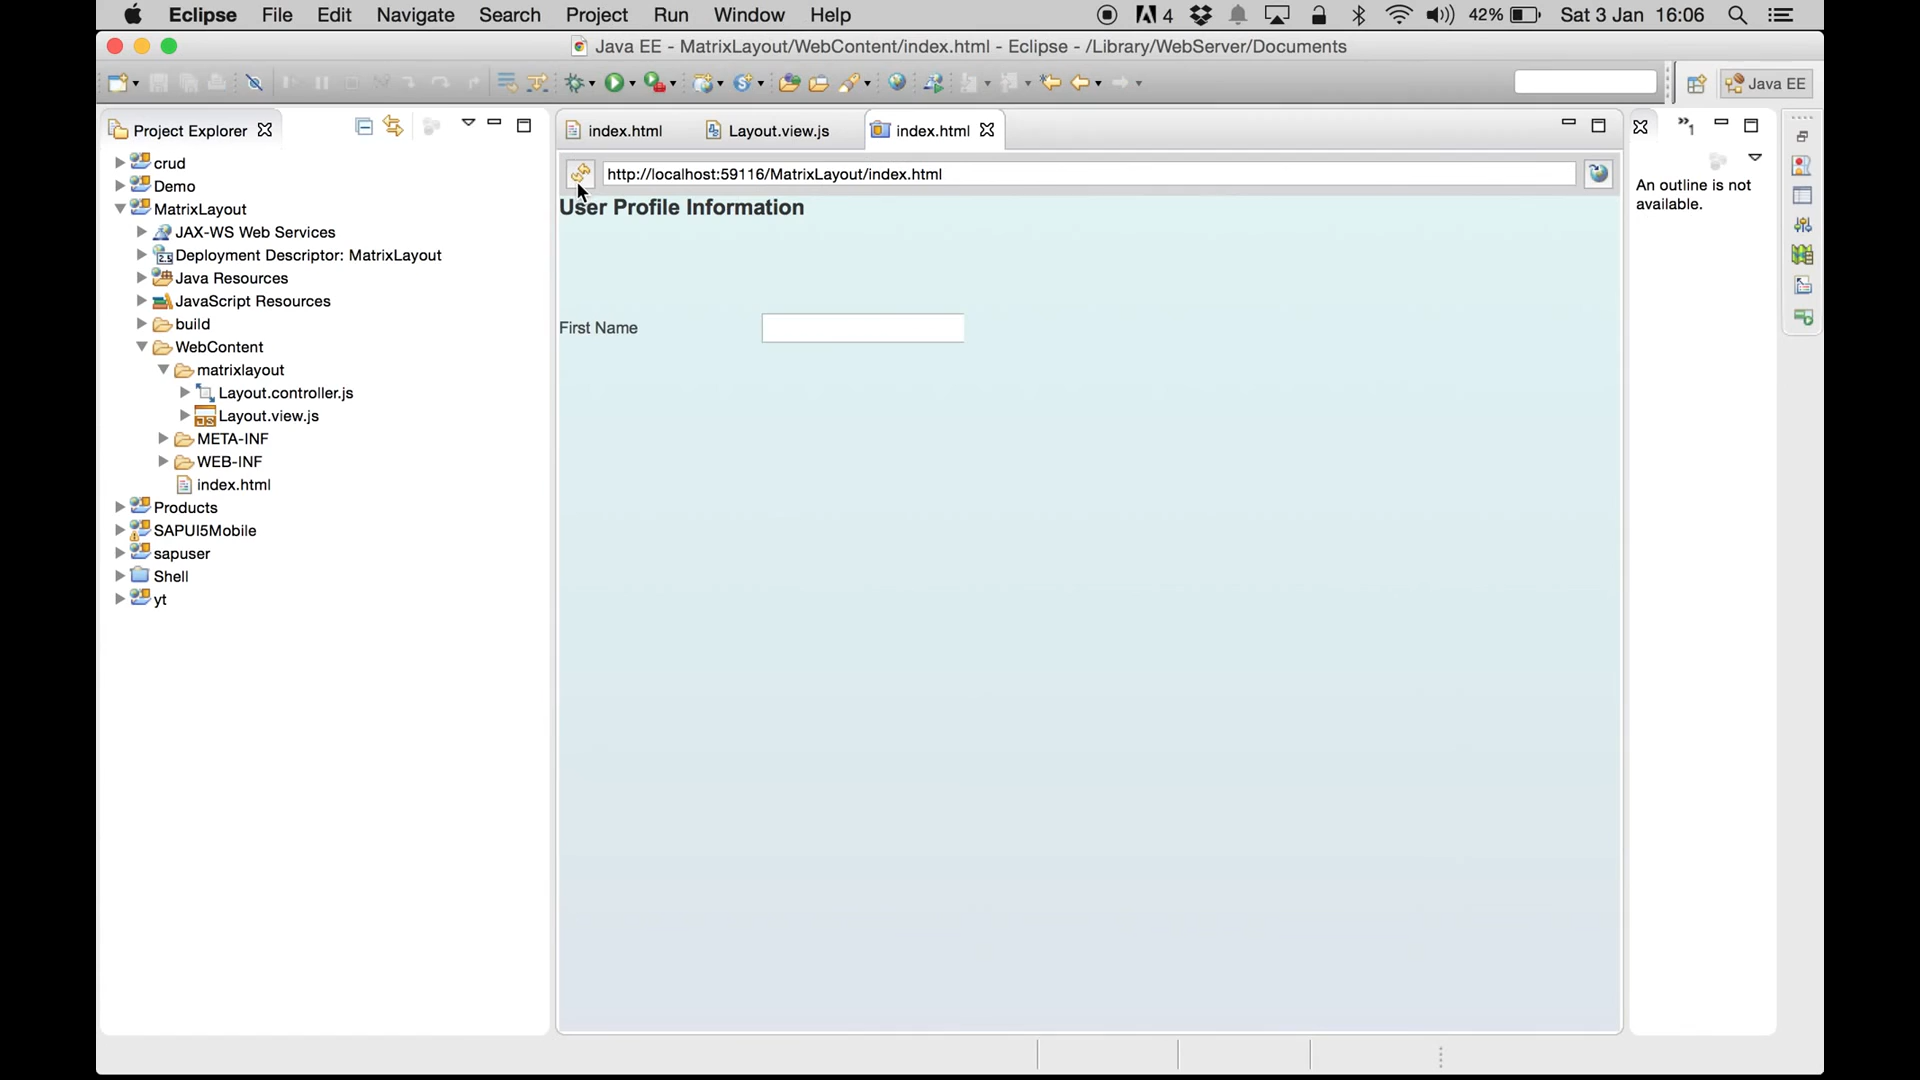 Eclipse File Edit Navigate Search Project Run Window Help 4 42% Sat 3 Jan 16:06
Java EE - MatrixLayout/WebContent/index.html - Eclipse - /Library/WebServer/Documents
Java EE
Project Explorer
index.html Layout.view.js index.html
»1
http://localhost:59116/MatrixLayout/index.html
crud
Demo
MatrixLayout
JAX-WS Web Services
2.5 Deployment Descriptor: MatrixLayout
Java Resources
JavaScript Resources
build
WebContent
matrixlayout
Layout.controller.js
JS Layout.view.js
META-INF
WEB-INF
index.html
Products
SAPUI5Mobile
sapuser
Shell
yt
User Profile Information
First Name
An outline is not
available.